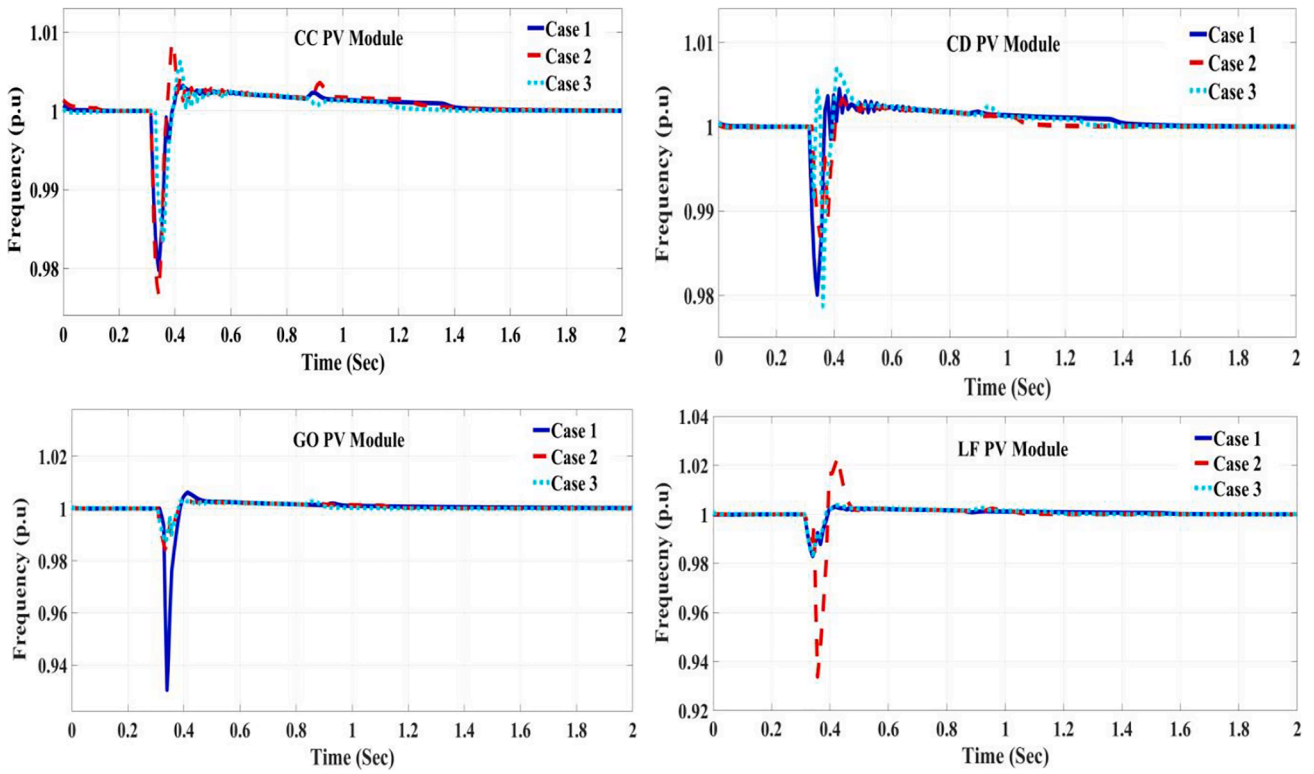 CC PV Module
Case 1
Case 2
Case 3
Frequency (p.u)
1.01
1
0.99
0.98
0 0.2 0.4 0.6 0.8 1 1.2 1.4 1.6 1.8 2
Time (Sec)
CD PV Module
Case 1
Case 2
Case 3
Frequency (p.u)
1.01
1
0.99
0.98
0 0.2 0.4 0.6 0.8 1 1.2 1.4 1.6 1.8 2
Time (Sec)
GO PV Module
Case 1
Case 2
Case 3
Frequency (p.u)
1.02
1
0.98
0.96
0.94
0 0.2 0.4 0.6 0.8 1 1.2 1.4 1.6 1.8 2
Time (Sec)
LF PV Module
Case 1
Case 2
Case 3
Frequecny (p.u)
1.04
1.02
1
0.98
0.96
0.94
0.92
0 0.2 0.4 0.6 0.8 1 1.2 1.4 1.6 1.8 2
Time (Sec)